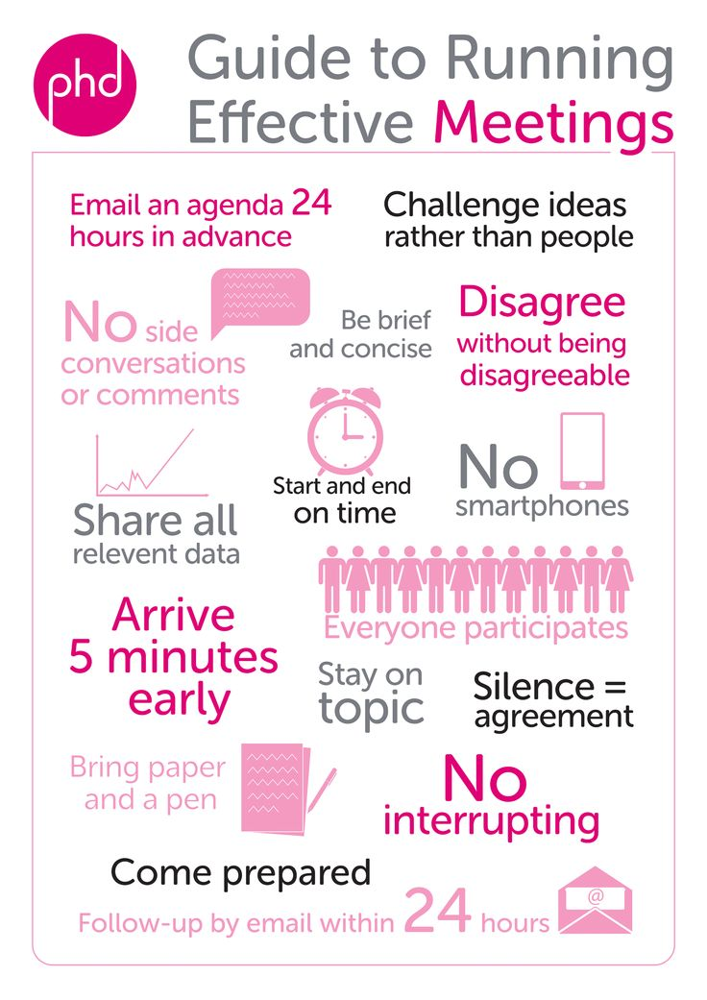 phd
Guide to Running
Effective Meetings
Email an agenda 24
hours in advance
Challenge ideas
rather than people
No side
conversations
or comments
Be brief
and concise
Disagree
without being
disagreeable
Share all
relevent data
Start and end
on time
No
smartphones
Arrive
5 minutes
early
Everyone participates
Stay on
topic
Silence =
agreement
Bring paper
and a pen
No
interrupting
Come prepared
Follow-up by email within 24 hours
@